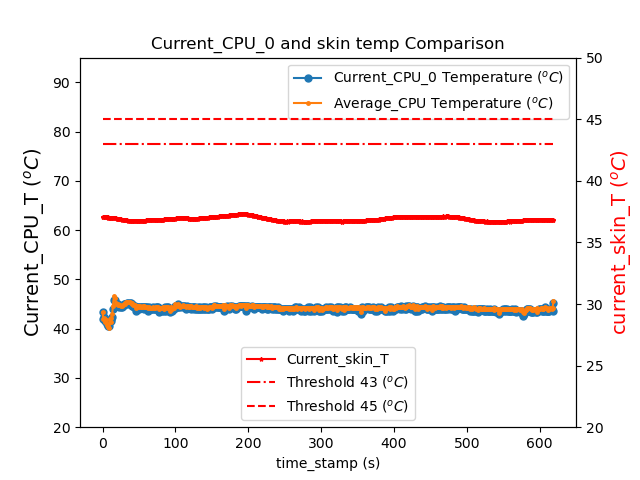 Current_CPU_0 and skin temp Comparison
Current_CPU_T (°C)
90
80
70
60
50
40
30
20
Current_CPU_0 Temperature (°C)
Average_CPU Temperature (°C)
Current_skin_T
Threshold 43 (°C)
Threshold 45 (°C)
50
45
40
35
30
25
20
current_skin_T (°C)
0 100 200 300 400 500 600
time_stamp (s)